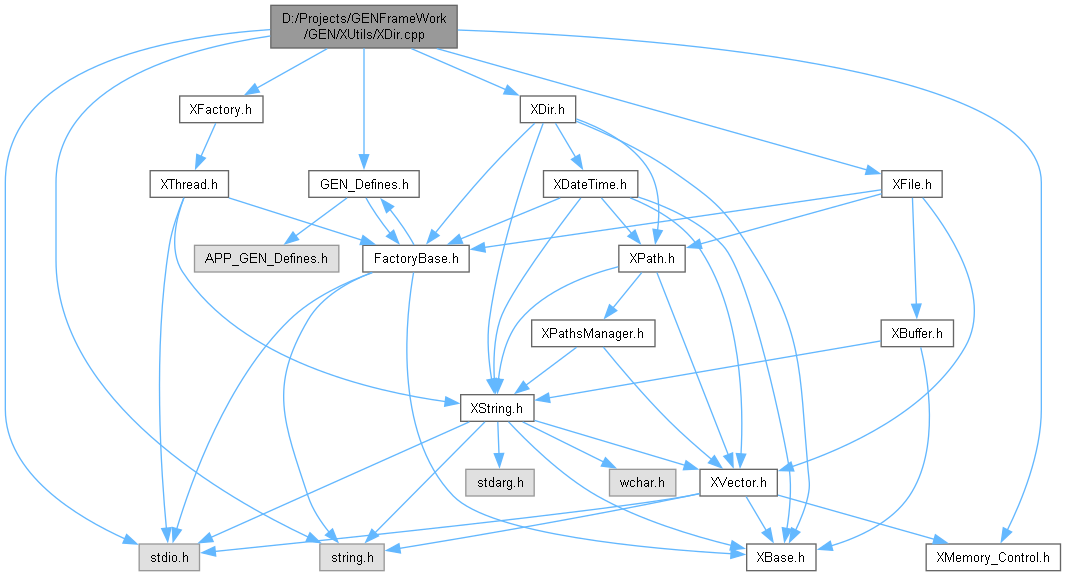 D:/Projects/GENFrameWork
/GEN/XUtils/XDir.cpp
XFactory.h
XDir.h
XThread.h
GEN_Defines.h
XDateTime.h
XFile.h
APP_GEN_Defines.h
FactoryBase.h
XPath.h
XPathsManager.h
XBuffer.h
XString.h
stdarg.h
wchar.h
XVector.h
stdio.h
string.h
XBase.h
XMemory_Control.h